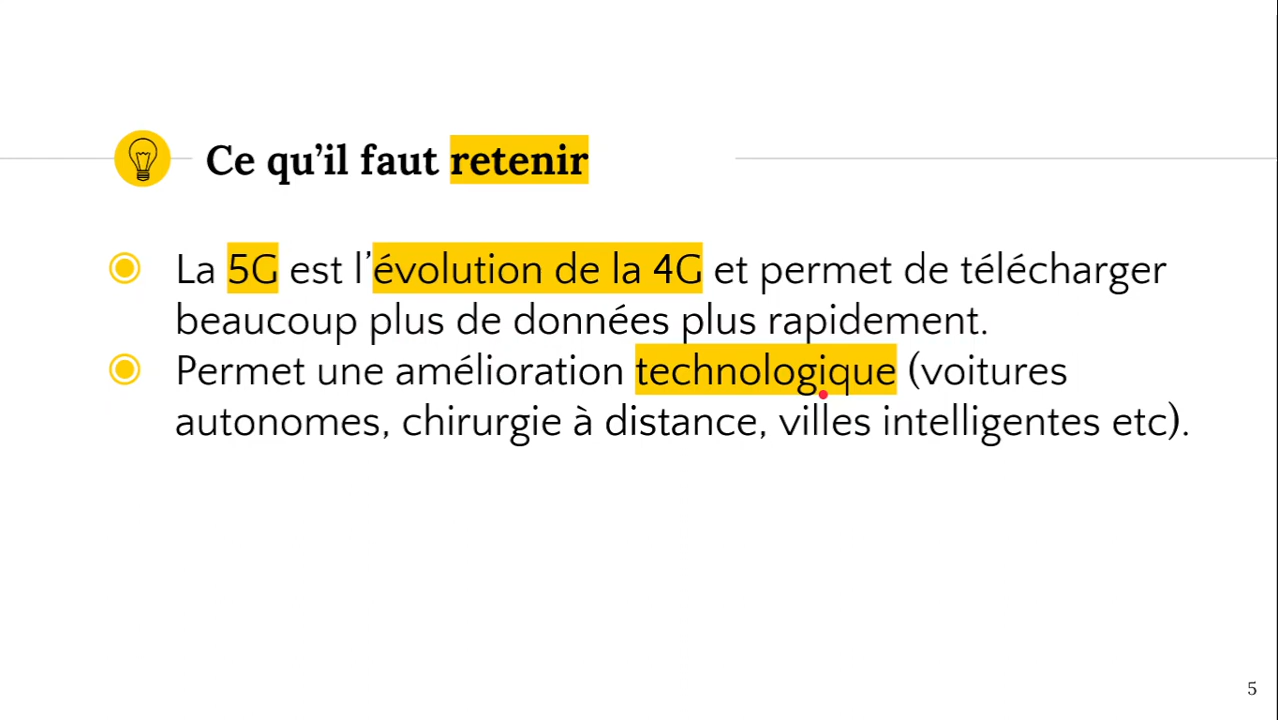 Ce qu’il faut retenir
La 5G est l’évolution de la 4G et permet de télécharger
beaucoup plus de données plus rapidement.
Permet une amélioration technologique (voitures
autonomes, chirurgie à distance, villes intelligentes etc).
5